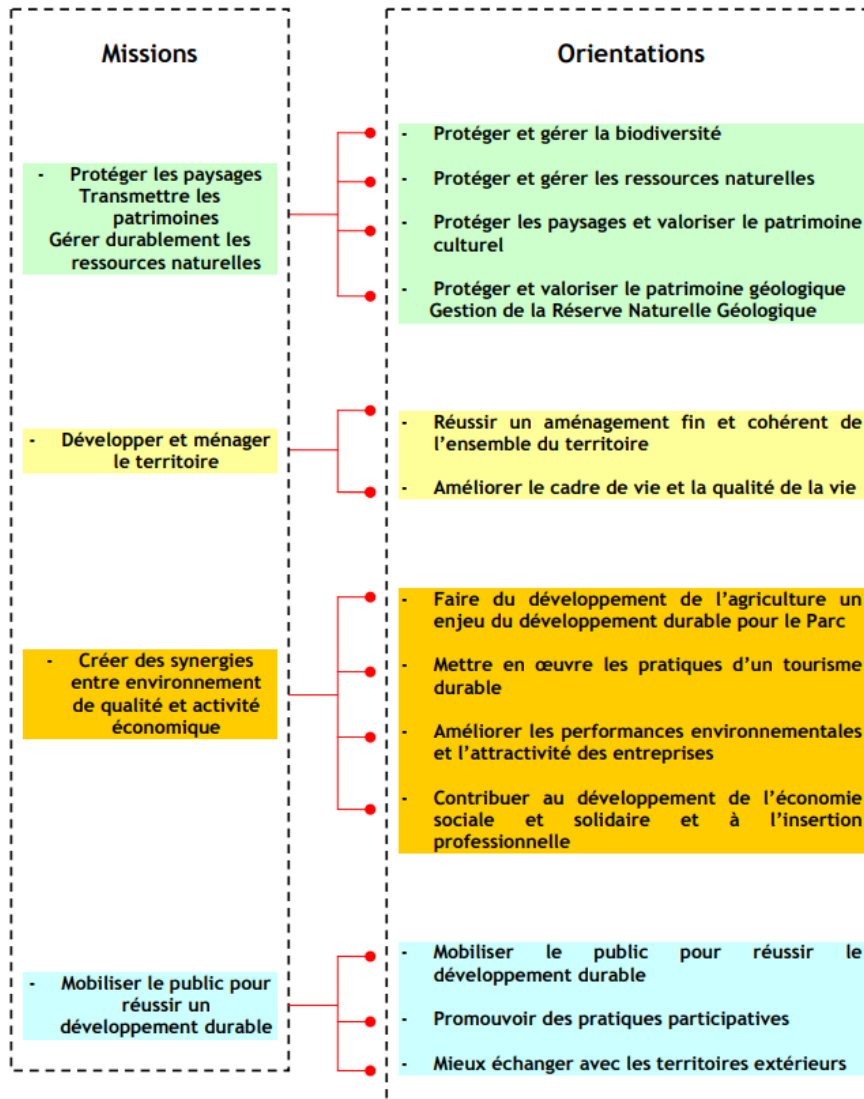 Missions
Orientations
- Protéger les paysages
Transmettre les
patrimoines
Gérer durablement les
ressources naturelles
- Protéger et gérer la biodiversité
- Protéger et gérer les ressources naturelles
- Protéger les paysages et valoriser le patrimoine
culturel
- Protéger et valoriser le patrimoine géologique
Gestion de la Réserve Naturelle Géologique
- Développer et ménager
le territoire
- Réussir un aménagement fin et cohérent de
l’ensemble du territoire
- Améliorer le cadre de vie et la qualité de la vie
- Créer des synergies
entre environnement
de qualité et activité
économique
- Faire du développement de l’agriculture un
enjeu du développement durable pour le Parc
- Mettre en œuvre les pratiques d’un tourisme
durable
- Améliorer les performances environnementales
et l’attractivité des entreprises
- Contribuer au développement de l’économie
sociale et solidaire et à l’insertion
professionnelle
- Mobiliser le public pour
réussir un
développement durable
- Mobiliser le public pour réussir le
développement durable
- Promouvoir des pratiques participatives
- Mieux échanger avec les territoires extérieurs